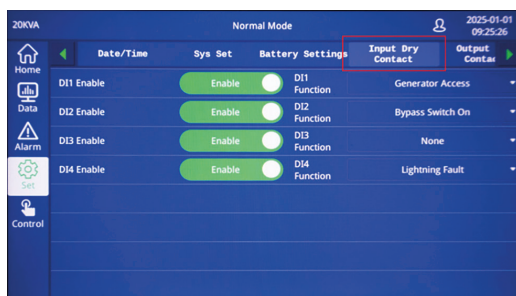 20KVA
Normal Mode
2025-01-01
09:25:26
Date/Time
Sys Set
Battery Settings
Input Dry
Contact
Output
Contac
Home
Data
Alarm
Set
Control
DI1 Enable
Enable
DI1
Function
Generator Access
DI2 Enable
Enable
DI2
Function
Bypass Switch On
DI3 Enable
Enable
DI3
Function
None
DI4 Enable
Enable
DI4
Function
Lightning Fault